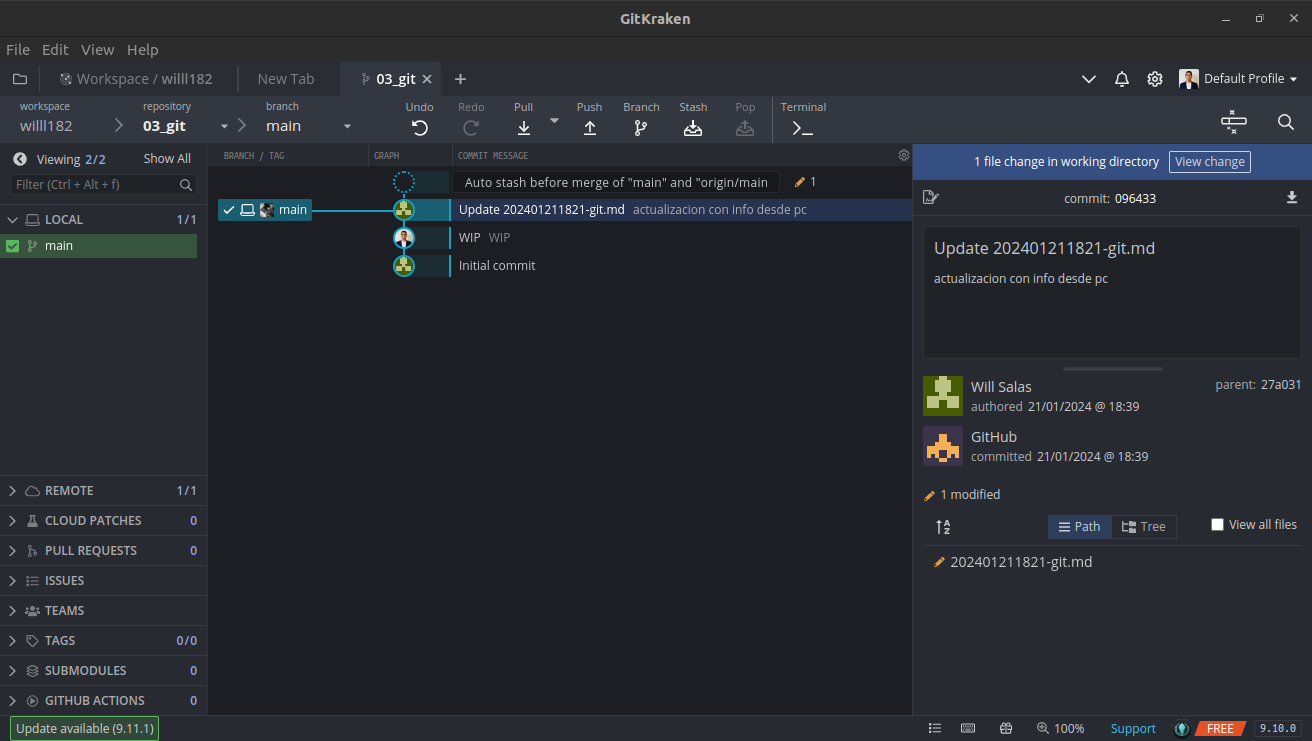 GitKraken
File Edit View Help
Workspace / willl182
New Tab
03_git
Default Profile
workspace
willl182
repository
03_git
branch
main
Undo
Redo
Pull
Push
Branch
Stash
Pop
Terminal
Viewing 2/2
Show All
Filter (Ctrl + Alt + f)
LOCAL 1/1
main
REMOTE 1/1
CLOUD PATCHES 0
PULL REQUESTS 0
ISSUES
TEAMS
TAGS 0/0
SUBMODULES 0
GITHUB ACTIONS 0
BRANCH / TAG
GRAPH
COMMIT MESSAGE
Auto stash before merge of "main" and "origin/main
1
main
Update 202401211821-git.md actualizacion con info desde pc
WIP WIP
Initial commit
1 file change in working directory
View change
commit: 096433
Update 202401211821-git.md
actualizacion con info desde pc
Will Salas
authored 21/01/2024 @ 18:39
parent: 27a031
GitHub
committed 21/01/2024 @ 18:39
1 modified
Path
Tree
View all files
202401211821-git.md
Update available (9.11.1)
100%
Support
FREE
9.10.0